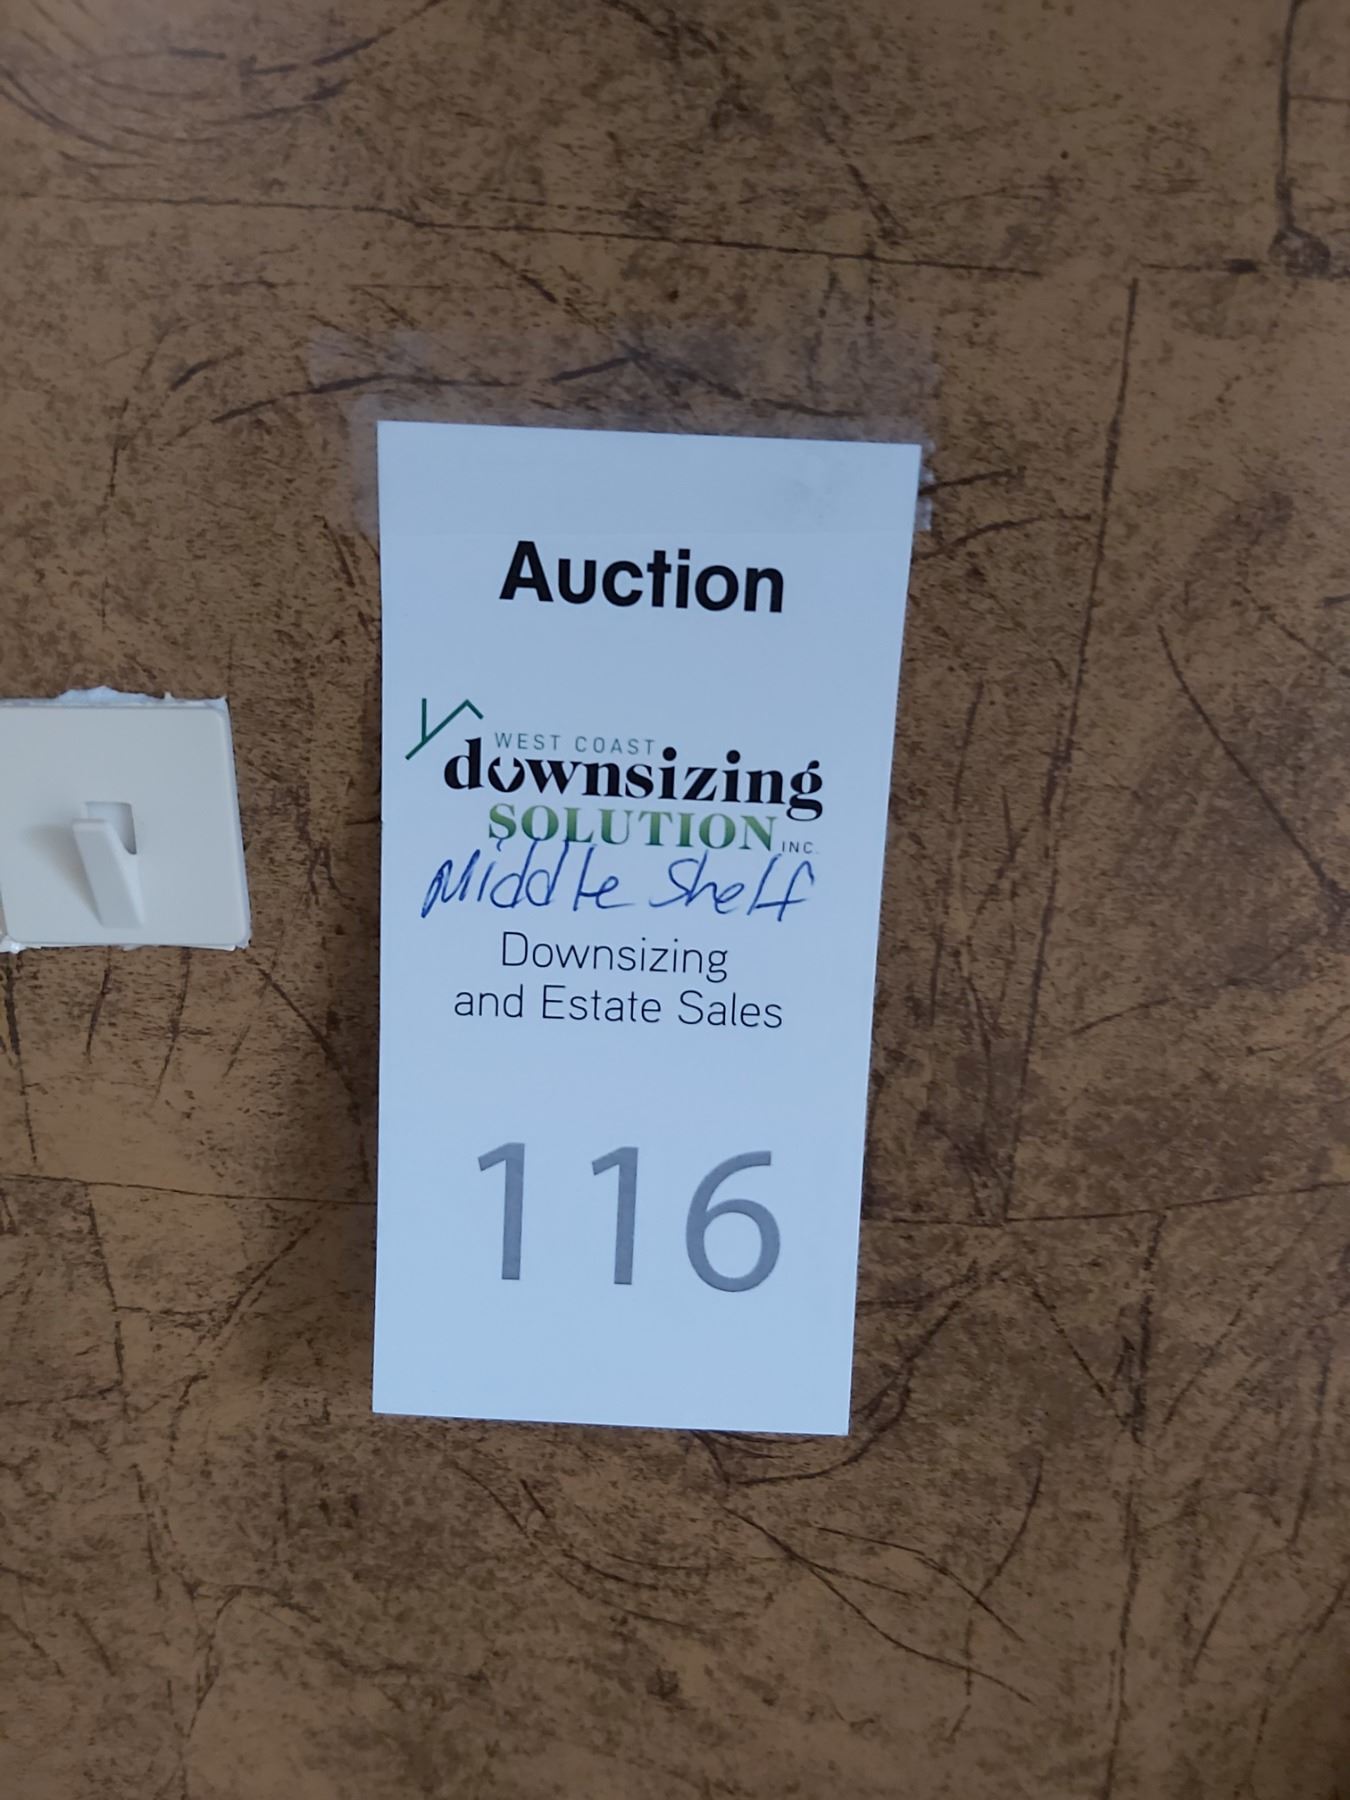 Auction
WEST COAST
downsizing
SOLUTION INC.
Middle Shelf
Downsizing
and Estate Sales
116